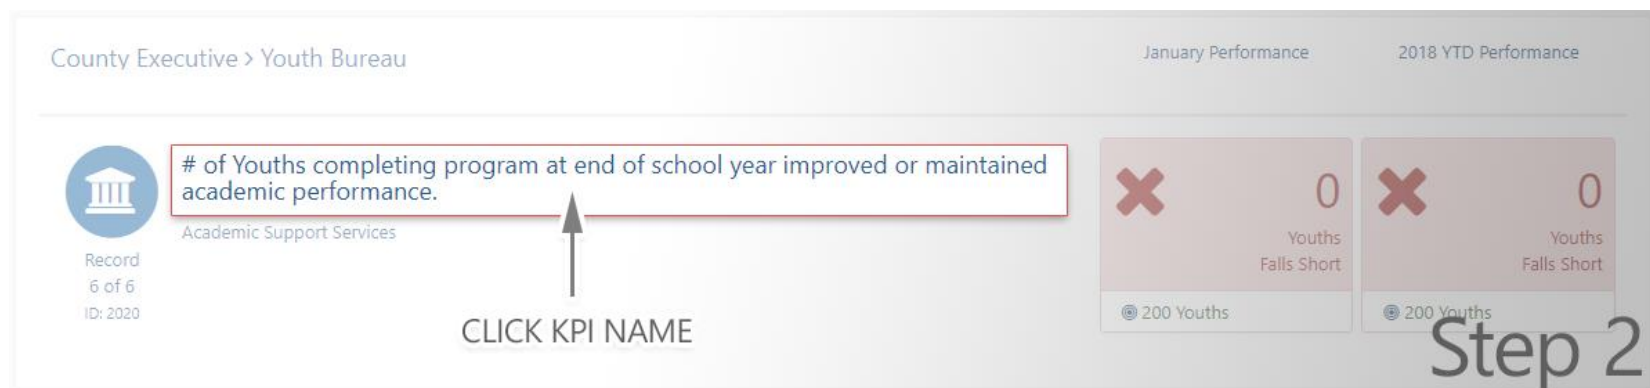 County Executive > Youth Bureau
January Performance
2018 YTD Performance
# of Youths completing program at end of school year improved or maintained
academic performance.
Academic Support Services
Record
6 of 6
ID: 2020
CLICK KPI NAME
0
Youths
Falls Short
200 Youths
0
Youths
Falls Short
200 Youths
Step 2